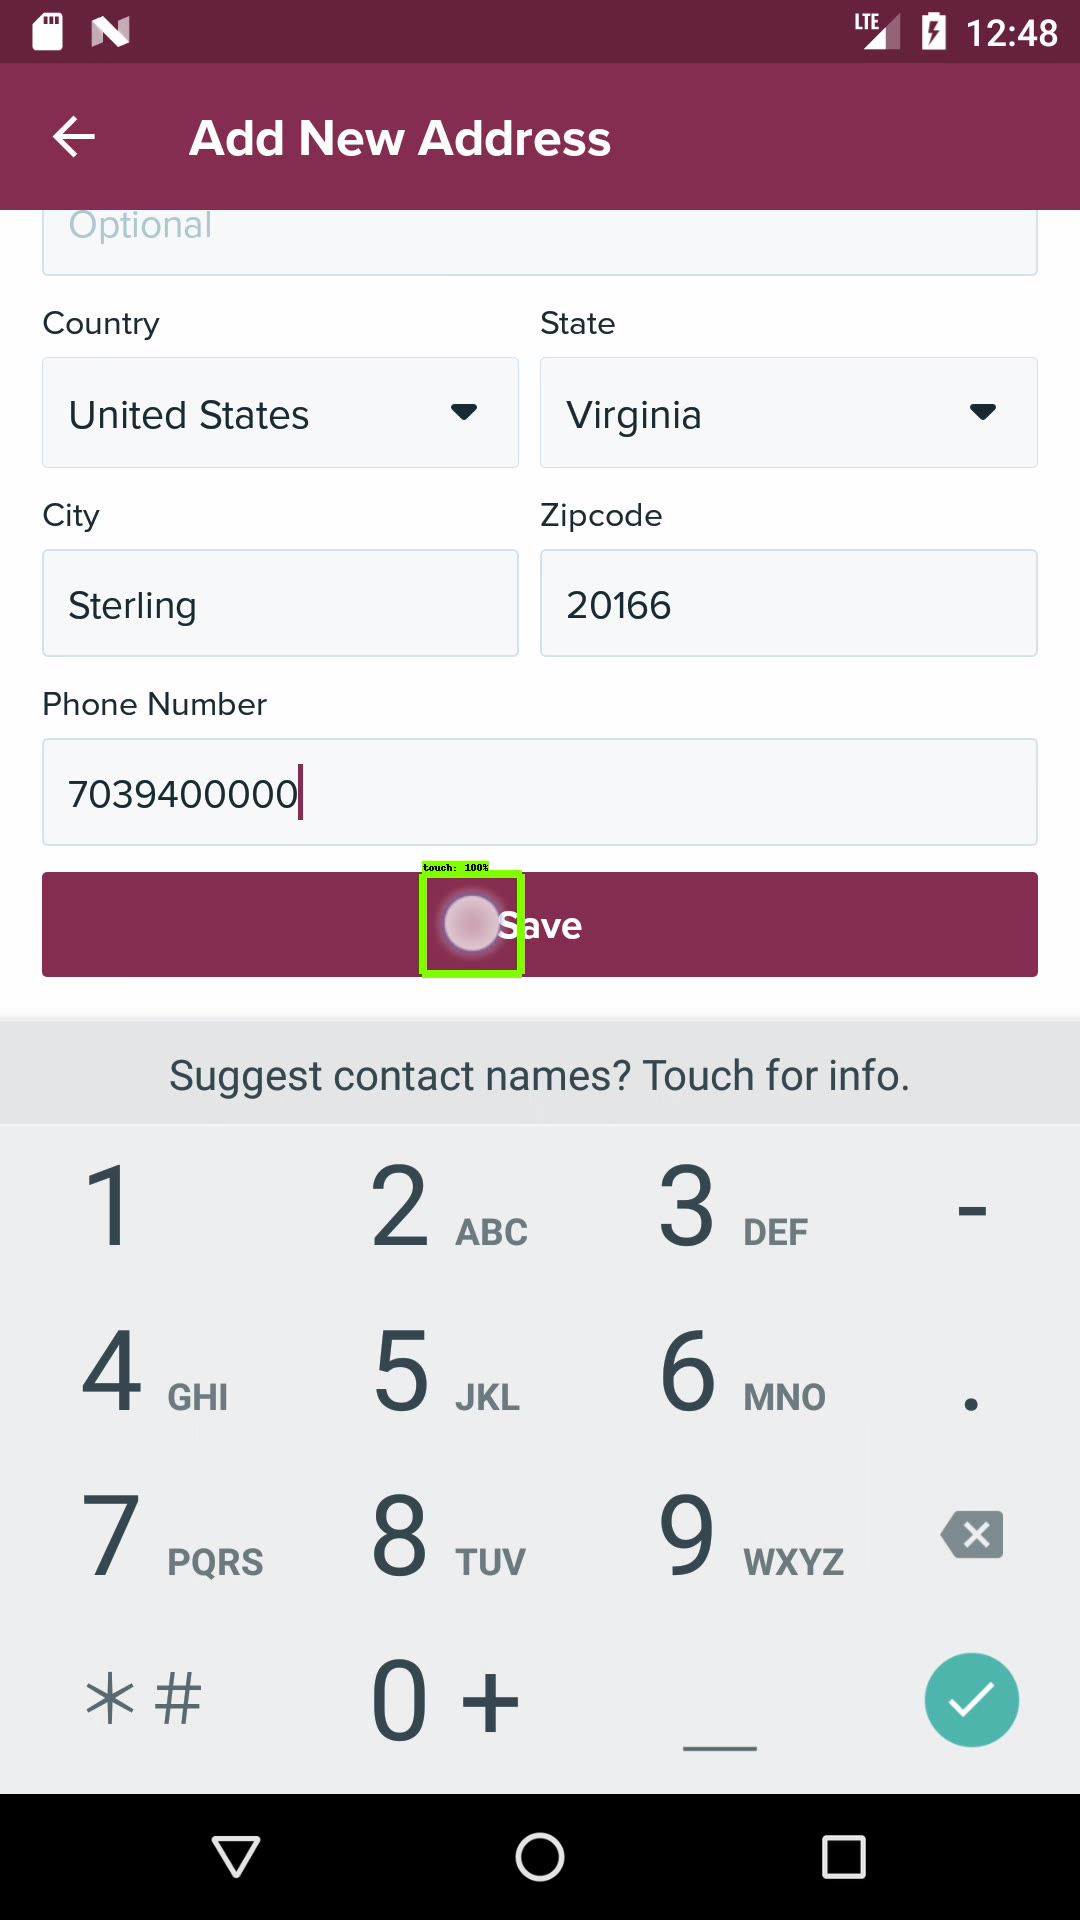 LTE 12:48
Add New Address
Optional
Country State
United States Virginia
City Zipcode
Sterling 20166
Phone Number
7039400000
touch: 100%
Save
Suggest contact names? Touch for info.
1 2 ABC 3 DEF -
4 GHI 5 JKL 6 MNO .
7 PQRS 8 TUV 9 WXYZ
* # 0 + _